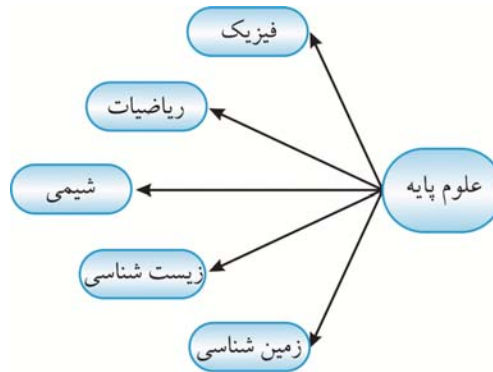 علوم پایه
فیزیک
ریاضیات
شیمی
زیست شناسی
زمین شناسی